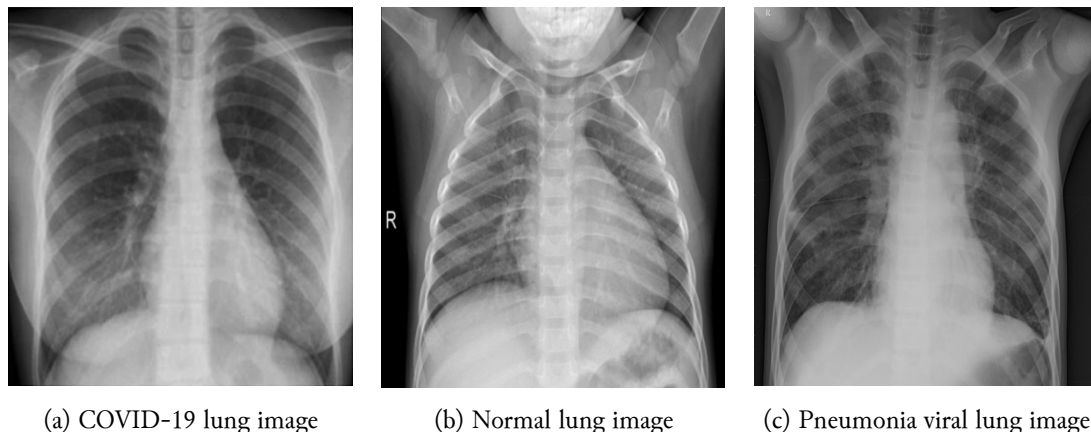 R
R
(a) COVID-19 lung image
(b) Normal lung image
(c) Pneumonia viral lung image